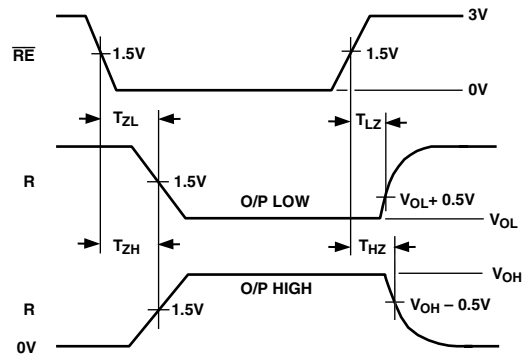 3V
RE
1.5V
1.5V
0V
TZL
TLZ
R
1.5V
O/P LOW
VOL + 0.5V
VOL
TZH
THZ
VOH
R
O/P HIGH
1.5V
VOH – 0.5V
0V